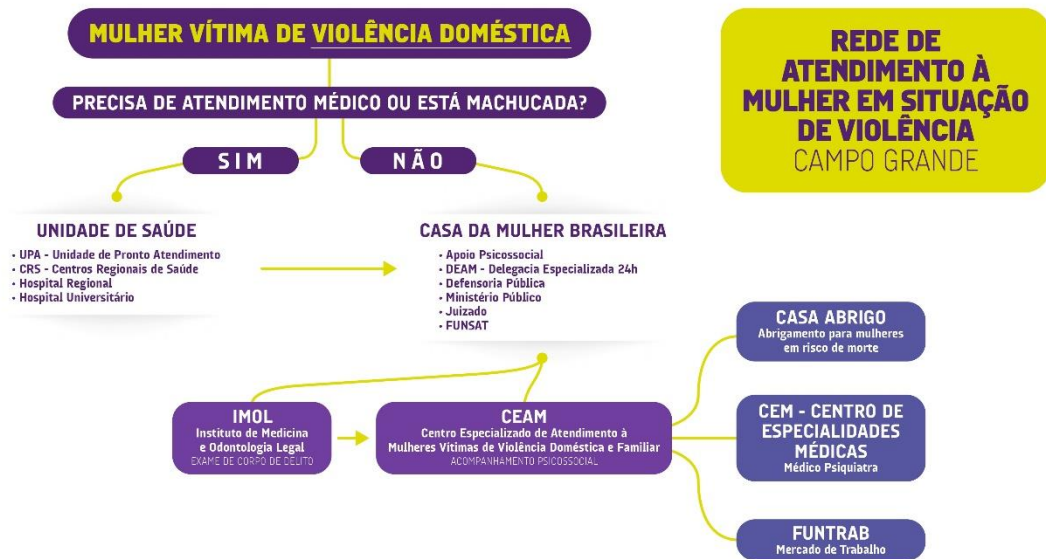 MULHER VÍTIMA DE VIOLÊNCIA DOMÉSTICA
REDE DE
ATENDIMENTO À
MULHER EM SITUAÇÃO
DE VIOLÊNCIA
CAMPO GRANDE
PRECISA DE ATENDIMENTO MÉDICO OU ESTÁ MACHUCADA?
SIM
NÃO
UNIDADE DE SAÚDE
• UPA - Unidade de Pronto Atendimento
• CRS - Centros Regionais de Saúde
• Hospital Regional
• Hospital Universitário
CASA DA MULHER BRASILEIRA
• Apoio Psicossocial
• DEAM - Delegacia Especializada 24h
• Defensoria Pública
• Ministério Público
• Juizado
• FUNSAT
IMOL
Instituto de Medicina
e Odontologia Legal
EXAME DE CORPO DE DELITO
CEAM
Centro Especializado de Atendimento à
Mulheres Vítimas de Violência Doméstica e Familiar
ACOMPANHAMENTO PSICOSSOCIAL
CASA ABRIGO
Abrigamento para mulheres
em risco de morte
CEM - CENTRO DE
ESPECIALIDADES
MÉDICAS
Médico Psiquiatra
FUNTRAB
Mercado de Trabalho